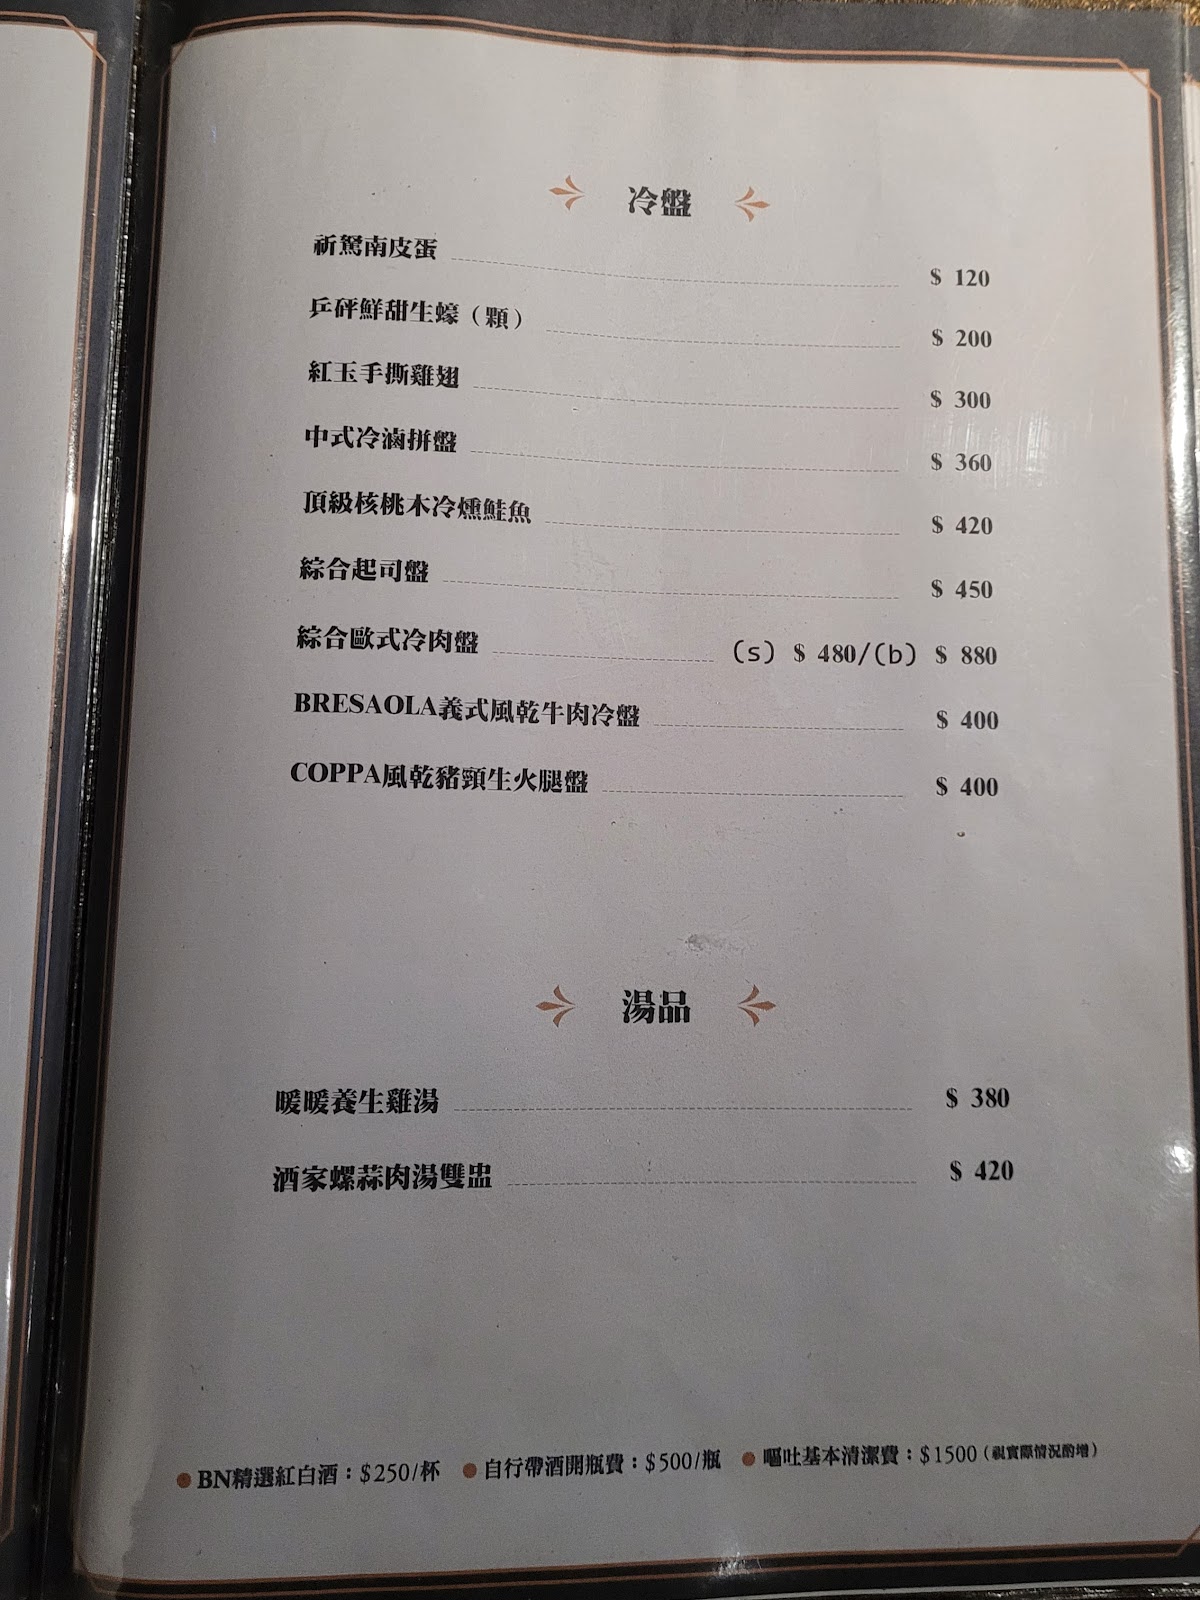 冷盤
祈駕南皮蛋 $ 120
乒砰鮮甜生蠔（顆） $ 200
紅玉手撕雞翅 $ 300
中式冷滷拼盤 $ 360
頂級核桃木冷燻鮭魚 $ 420
綜合起司盤 $ 450
綜合歐式冷肉盤 (s) $ 480/(b) $ 880
BRESAOLA義式風乾牛肉冷盤 $ 400
COPPA風乾豬頸生火腿盤 $ 400
湯品
暖暖養生雞湯 $ 380
酒家螺蒜肉湯雙盅 $ 420
●BN精選紅白酒：$250/杯 ●自行帶酒開瓶費：$500/瓶 ●嘔吐基本清潔費：$1500（視實際情況酌增）